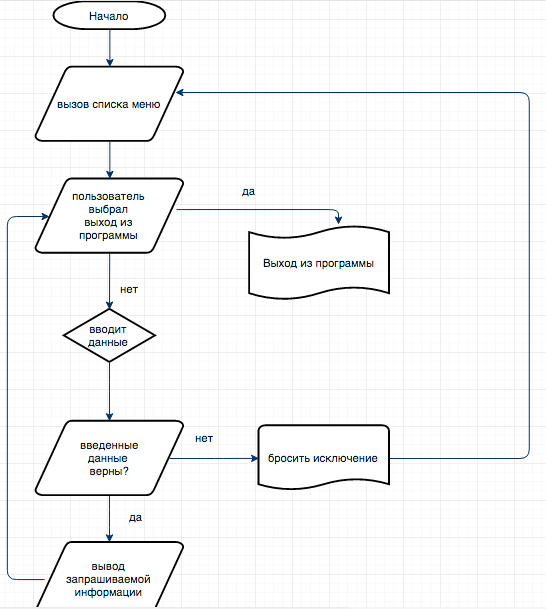 Начало
вызов списка меню
пользователь
выбрал
выход из
программы
да
Выход из программы
нет
вводит
данные
введенные
данные
верны?
нет
бросить исключение
да
вывод
запрашиваемой
информации